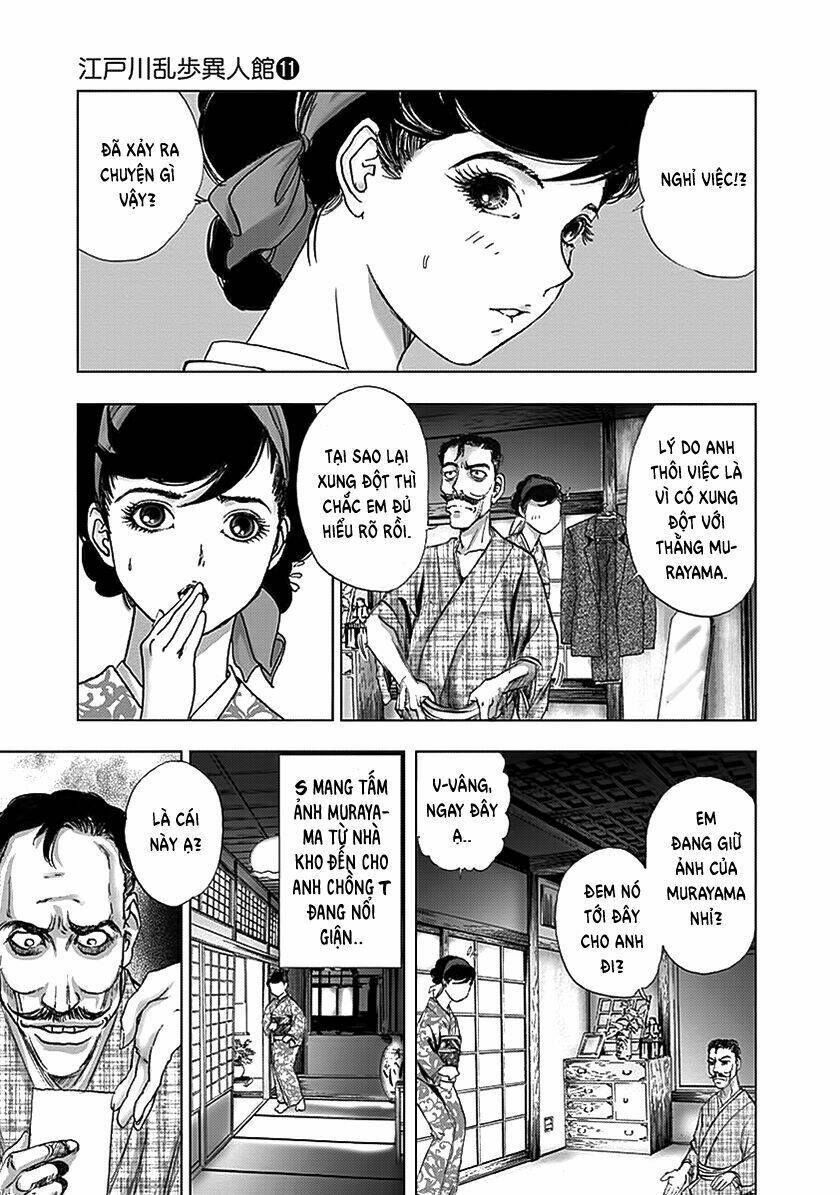 江戸川乱歩異人館⓫
NGHỈ VIỆC!?
ĐÃ XẢY RA
CHUYỆN GÌ
VẬY?
LÝ DO ANH
THÔI VIỆC LÀ
VÌ CÓ XUNG
ĐỘT VỚI
THẰNG MU-
RAYAMA.
TẠI SAO LẠI
XUNG ĐỘT THÌ
CHẮC EM ĐỦ
HIỂU RÕ RỒI.
EM
ĐANG GIỮ
ẢNH CỦA
MURAYAMA
NHỈ?
ĐEM NÓ
TỚI ĐÂY
CHO ANH
ĐI?
V-VÂNG,
NGAY ĐÂY
Ạ..
S MANG TẤM
ẢNH MURAYA-
MA TỪ NHÀ
KHO ĐẾN CHO
ANH CHỒNG T
ĐANG NỔI
GIẬN..
LÀ CÁI
NÀY Ạ?